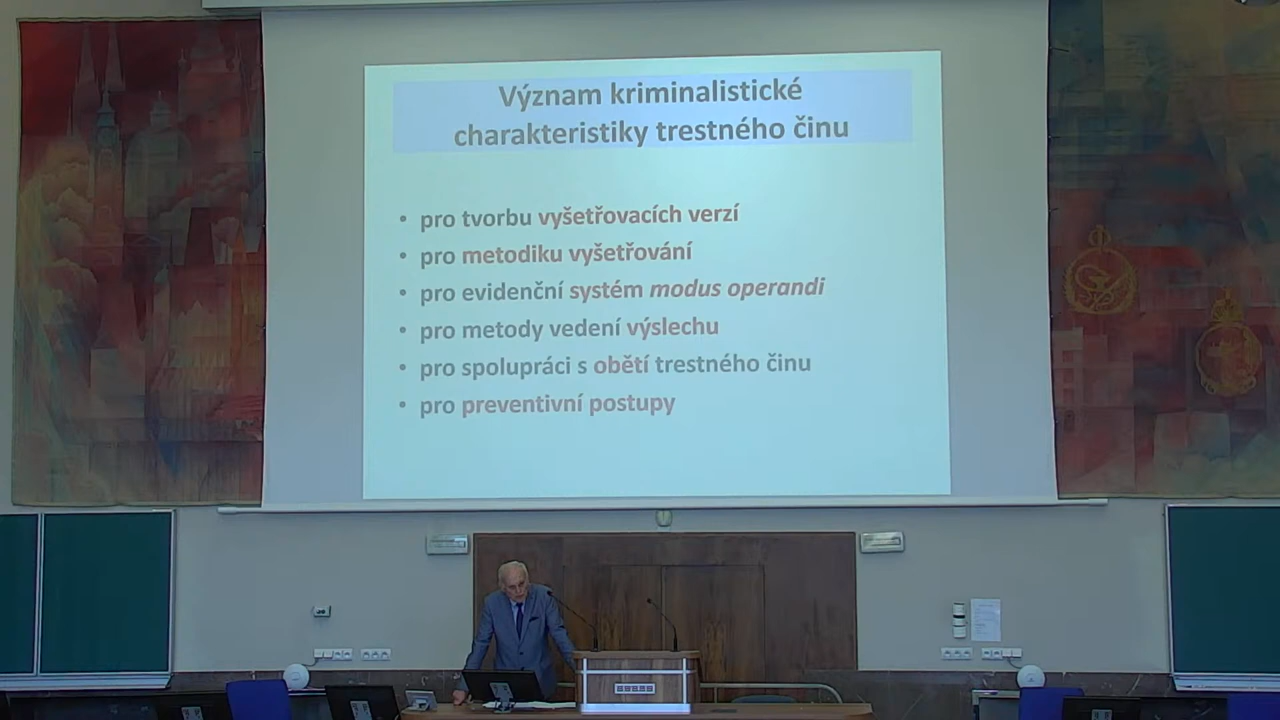 Význam kriminalistické
charakteristiky trestného činu
• pro tvorbu vyšetřovacích verzí
• pro metodiku vyšetřování
• pro evidenční systém modus operandi
• pro metody vedení výslechu
• pro spolupráci s obětí trestného činu
• pro preventivní postupy